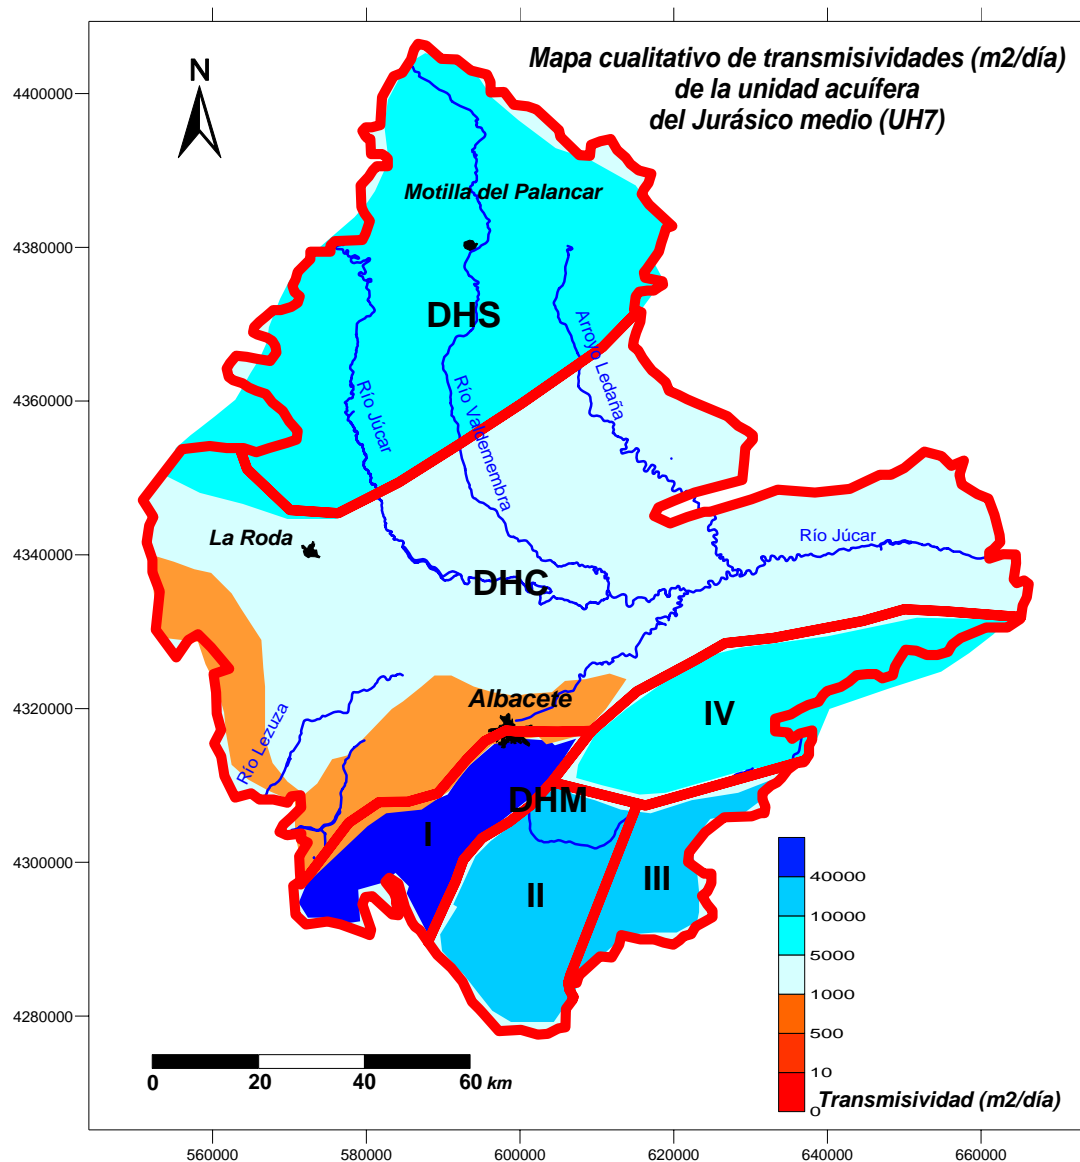 Mapa cualitativo de transmisividades (m2/día)
de la unidad acuífera
del Jurásico medio (UH7)
N
4400000
4380000
4360000
4340000
4320000
4300000
4280000
Motilla del Palancar
DHS
Arroyo Ledaña
Río Júcar
Río Valdemembra
La Roda
Río Júcar
DHC
Albacete
Río Lezuza
IV
DHM
I
II
III
40000
10000
5000
1000
500
10
0
Transmisividad (m2/día)
0 20 40 60 km
560000 580000 600000 620000 640000 660000